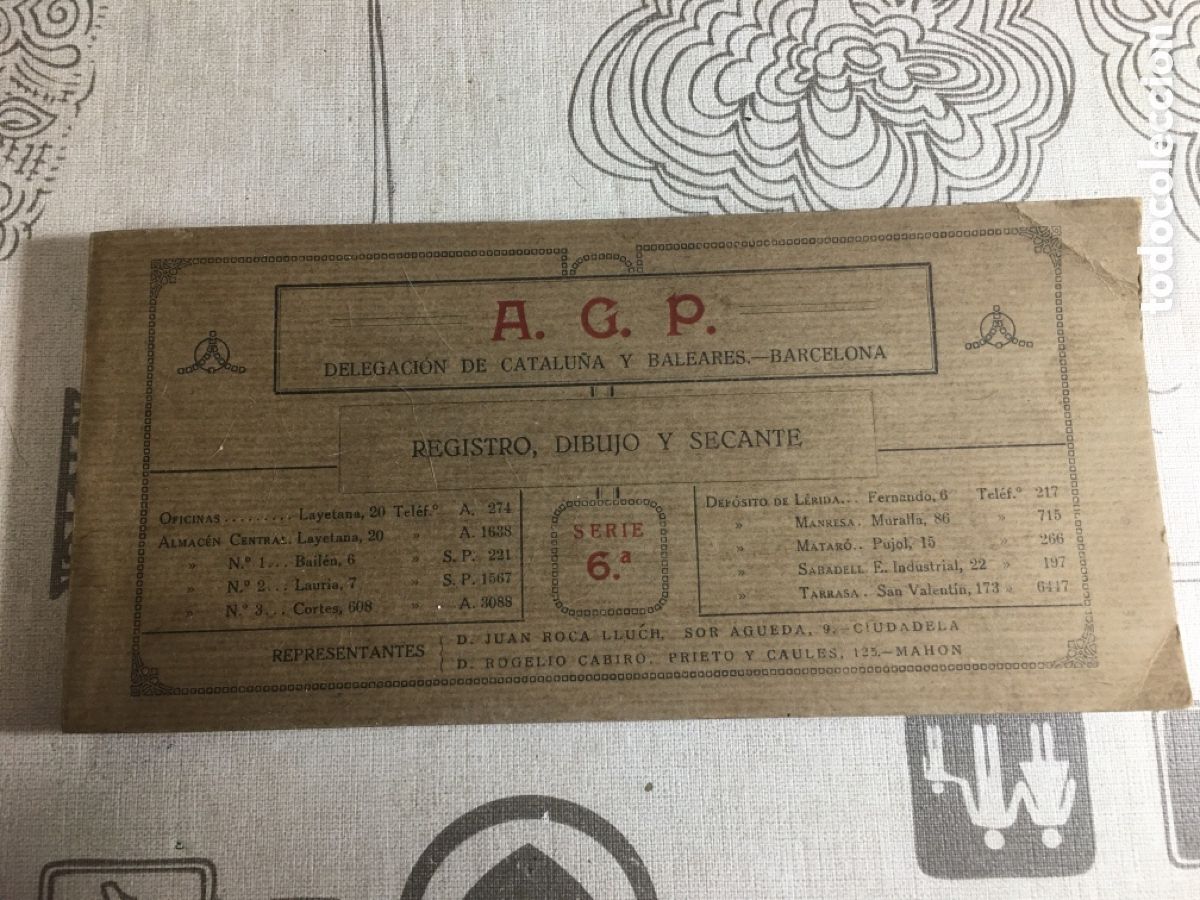 A. G. P.
DELEGACIÓN DE CATALUÑA Y BALEARES.—BARCELONA
REGISTRO, DIBUJO Y SECANTE
OFICINAS ......... Layetana, 20 Teléf.º A. 274
ALMACÉN CENTRAL. Layetana, 20 » A. 1638
» N.º 1... Bailén, 6 » S. P. 221
» N.º 2... Lauria, 7 » S. P. 1567
» N.º 3... Cortes, 608 » A. 3088
SERIE
6.ª
DEPÓSITO DE LÉRIDA... Fernando, 6 Teléf.º 217
» MANRESA. Muralla, 86 » 715
» MATARÓ.. Pujol, 15 » 266
» SABADELL E. Industrial, 22 » 197
» TARRASA. San Valentín, 173 » 6417
REPRESENTANTES
D. JUAN ROCA LLUCH, SOR AGUEDA, 9.—CIUDADELA
D. ROGELIO CABIRO, PRIETO Y CAULES, 125.—MAHON
todocoleccion